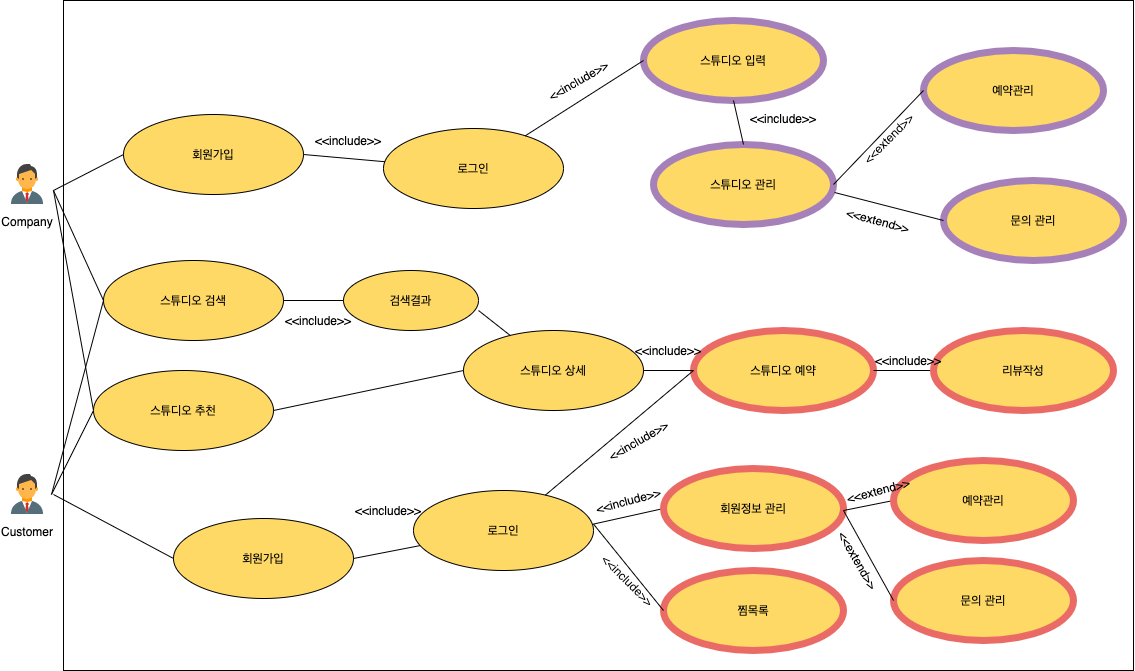 스튜디오 입력
<<include>>
예약관리
<<include>>
<<extend>>
회원가입
<<include>>
로그인
스튜디오 관리
Company
<<extend>>
문의 관리
스튜디오 검색
검색결과
<<include>>
스튜디오 상세
<<include>>
스튜디오 예약
<<include>>
리뷰작성
스튜디오 추천
<<include>>
Customer
<<include>>
로그인
<<include>>
회원정보 관리
<<extend>>
예약관리
회원가입
<<include>>
<<extend>>
찜목록
문의 관리